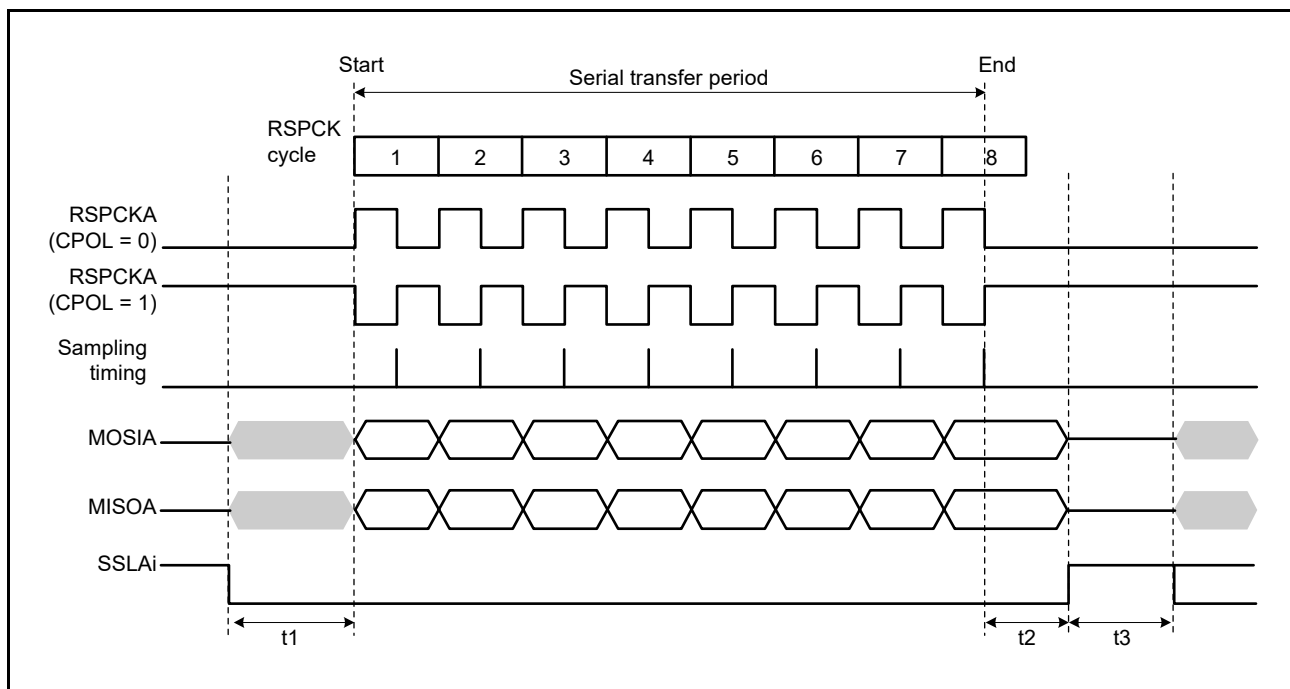 Start
End
Serial transfer period
RSPCK
cycle
1 2 3 4 5 6 7 8
RSPCKA
(CPOL = 0)
RSPCKA
(CPOL = 1)
Sampling
timing
MOSIA
MISOA
SSLAi
t1
t2
t3